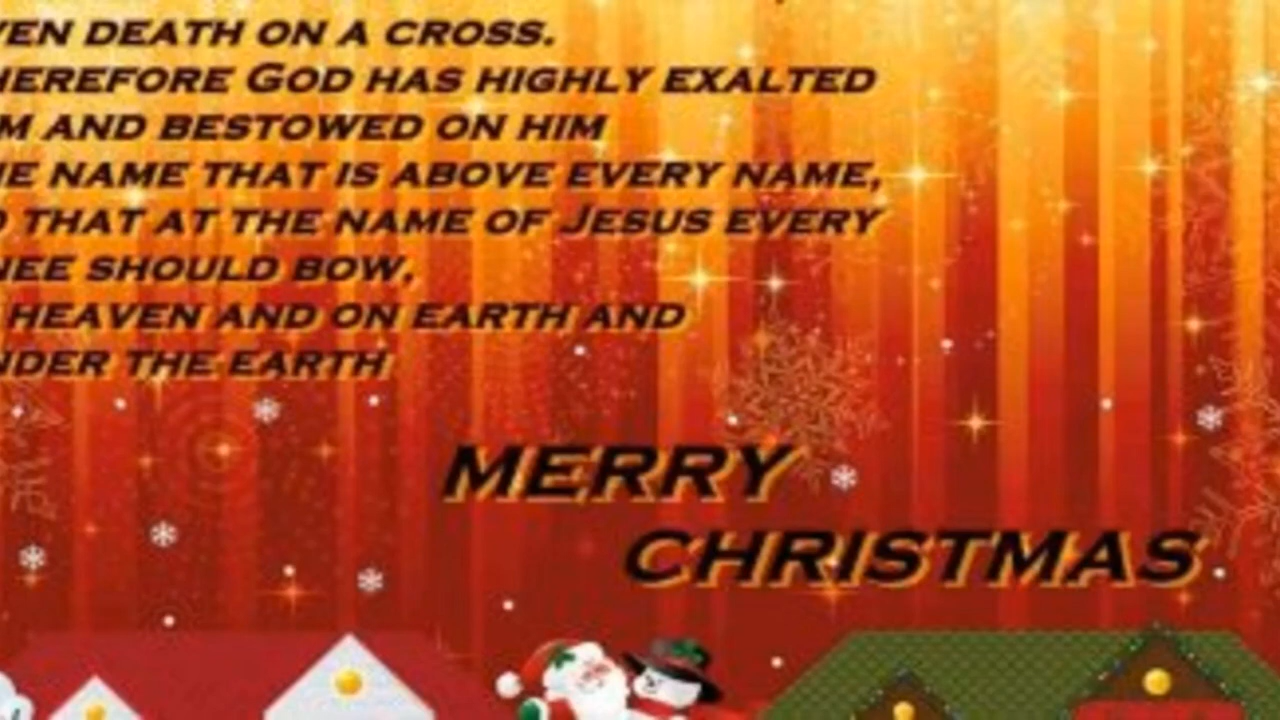 VEN DEATH ON A CROSS.
HEREFORE GOD HAS HIGHLY EXALTED
M AND BESTOWED ON HIM
HE NAME THAT IS ABOVE EVERY NAME,
O THAT AT THE NAME OF JESUS EVERY
NEE SHOULD BOW,
HEAVEN AND ON EARTH AND
NDER THE EARTH
MERRY
CHRISTMAS